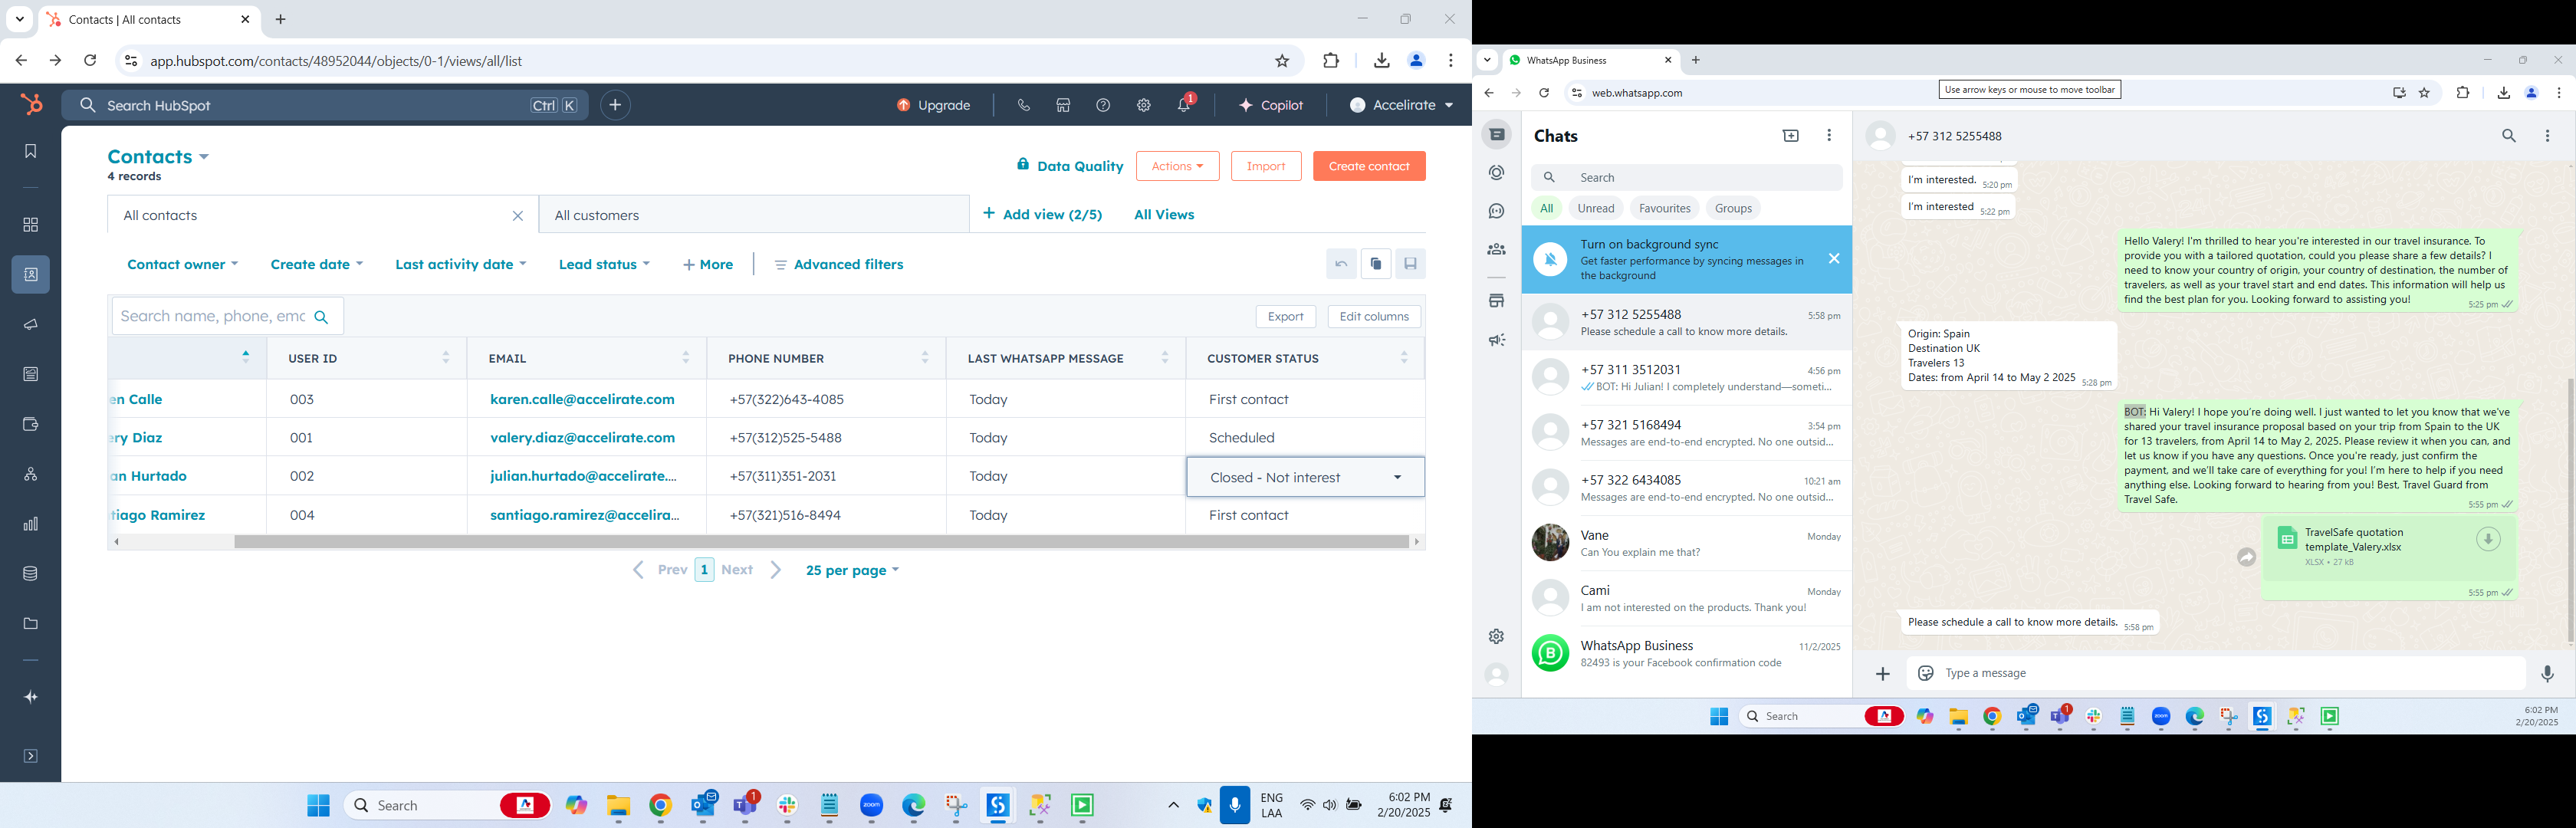 Contacts | All contacts
app.hubspot.com/contacts/48952044/objects/0-1/views/all/list
Search HubSpot
Ctrl K
Upgrade
1
Copilot
Accelirate
Contacts
4 records
Data Quality
Actions
Import
Create contact
All contacts
All customers
Add view (2/5)
All Views
Contact owner
Create date
Last activity date
Lead status
More
Advanced filters
Search name, phone, emc
Export
Edit columns
USER ID EMAIL PHONE NUMBER LAST WHATSAPP MESSAGE CUSTOMER STATUS
en Calle 003 karen.calle@accelirate.com +57(322)643-4085 Today First contact
ry Diaz 001 valery.diaz@accelirate.com +57(312)525-5488 Today Scheduled
an Hurtado 002 julian.hurtado@accelirate.... +57(311)351-2031 Today Closed - Not interest
tiago Ramirez 004 santiago.ramirez@accelira... +57(321)516-8494 Today First contact
Prev 1 Next
25 per page
Search
1
zoom
ENG
LAA
6:02 PM
2/20/2025
WhatsApp Business
web.whatsapp.com
Use arrow keys or mouse to move toolbar
Chats
Search
All
Unread
Favourites
Groups
Turn on background sync
Get faster performance by syncing messages in
the background
+57 312 5255488 5:58 pm
Please schedule a call to know more details.
+57 311 3512031 4:56 pm
BOT: Hi Julian! I completely understand—someti...
+57 321 5168494 3:54 pm
Messages are end-to-end encrypted. No one outsid...
+57 322 6434085 10:21 am
Messages are end-to-end encrypted. No one outsid...
Vane Monday
Can You explain me that?
Cami Monday
I am not interested on the products. Thank you!
WhatsApp Business 11/2/2025
82493 is your Facebook confirmation code
+57 312 5255488
I'm interested. 5:20 pm
I'm interested 5:22 pm
Hello Valery! I'm thrilled to hear you're interested in our travel insurance. To
provide you with a tailored quotation, could you please share a few details? I
need to know your country of origin, your country of destination, the number of
travelers, as well as your travel start and end dates. This information will help us
find the best plan for you. Looking forward to assisting you! 5:25 pm
Origin: Spain
Destination UK
Travelers 13
Dates: from April 14 to May 2 2025 5:28 pm
BOT: Hi Valery! I hope you're doing well. I just wanted to let you know that we've
shared your travel insurance proposal based on your trip from Spain to the UK
for 13 travelers, from April 14 to May 2, 2025. Please review it when you can, and
let us know if you have any questions. Once you're ready, just confirm the
payment, and we'll take care of everything for you! I'm here to help if you need
anything else. Looking forward to hearing from you! Best, Travel Guard from
Travel Safe. 5:55 pm
TravelSafe quotation
template_Valery.xlsx
XLSX • 27 kB
5:55 pm
Please schedule a call to know more details. 5:58 pm
Type a message
Search
1
zoom
6:02 PM
2/20/2025